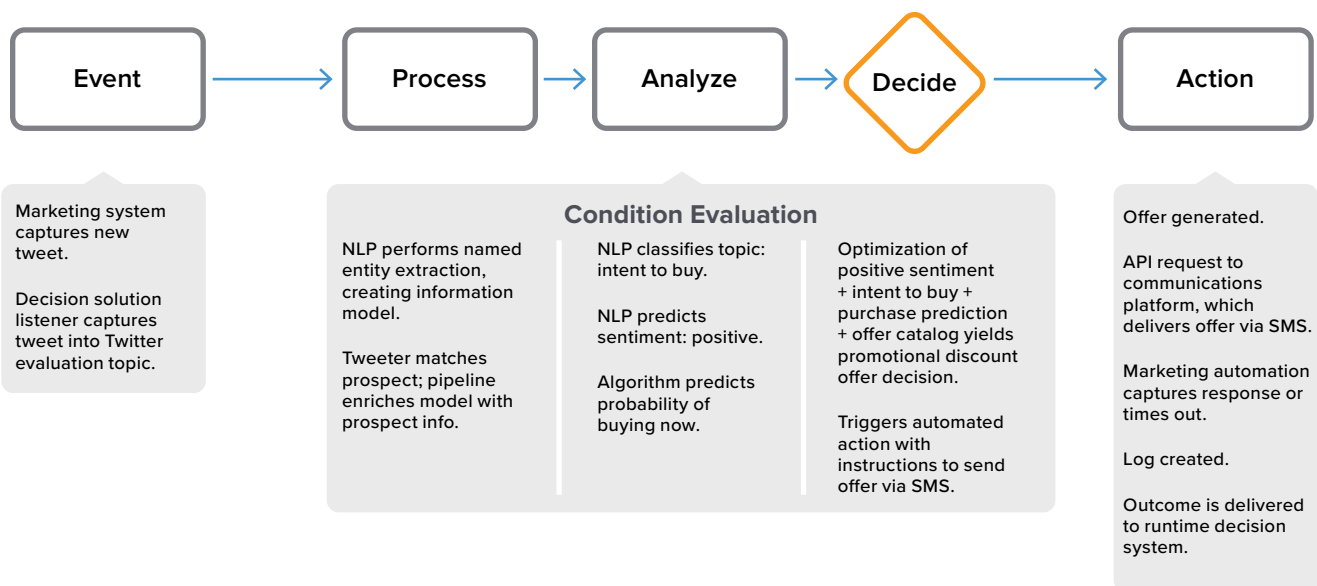 Event
Process
Analyze
Decide
Action
Marketing system
captures new
tweet.
Decision solution
listener captures
tweet into Twitter
evaluation topic.
Condition Evaluation
NLP performs named
entity extraction,
creating information
model.
Tweeter matches
prospect; pipeline
enriches model with
prospect info.
NLP classifies topic:
intent to buy.
NLP predicts
sentiment: positive.
Algorithm predicts
probability of
buying now.
Optimization of
positive sentiment
+ intent to buy +
purchase prediction
+ offer catalog yields
promotional discount
offer decision.
Triggers automated
action with
instructions to send
offer via SMS.
Offer generated.
API request to
communications
platform, which
delivers offer via SMS.
Marketing automation
captures response or
times out.
Log created.
Outcome is delivered
to runtime decision
system.